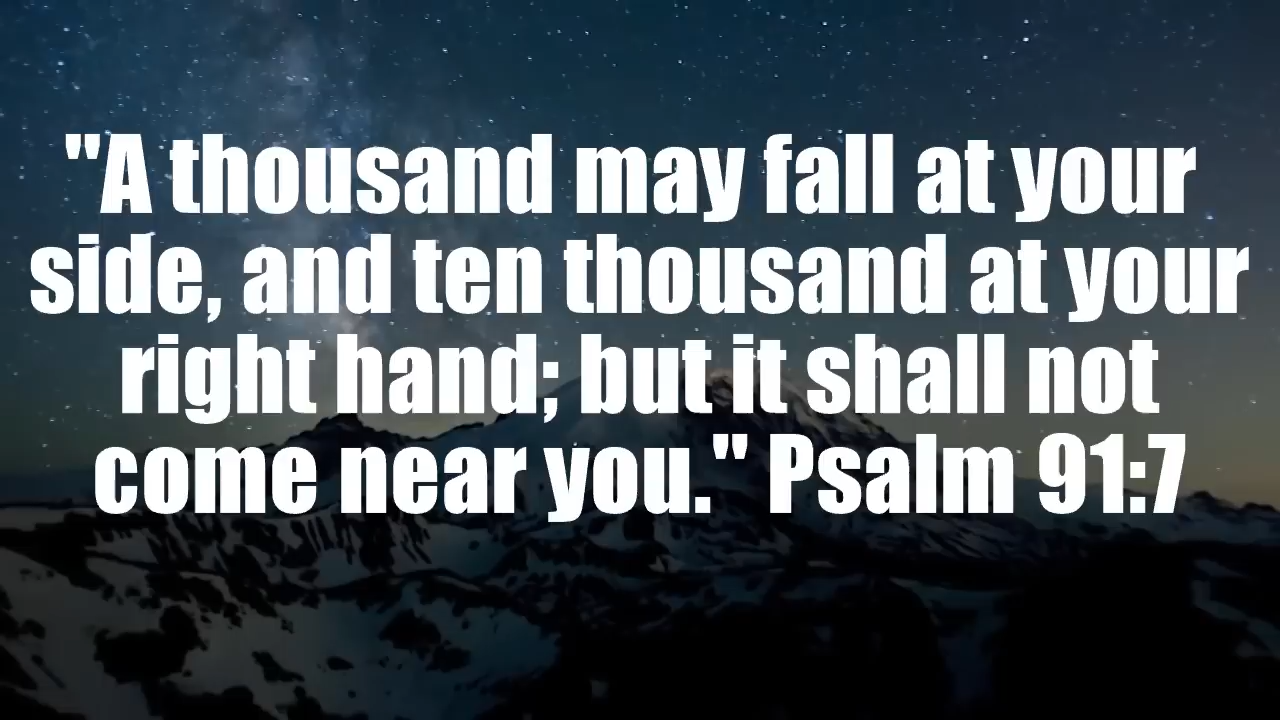 "A thousand may fall at your
side, and ten thousand at your
right hand; but it shall not
come near you." Psalm 91:7